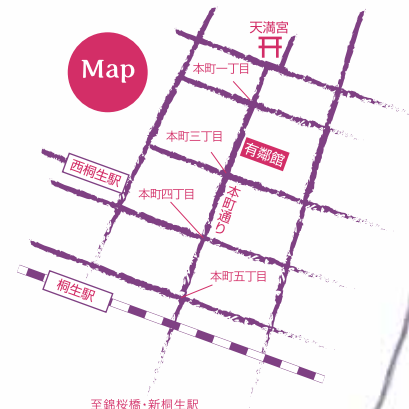 天満宮
Map
本町一丁目
本町三丁目
有鄰館
西桐生駅
本町四丁目
本町通り
本町五丁目
桐生駅
至錦桜橋・新桐生駅